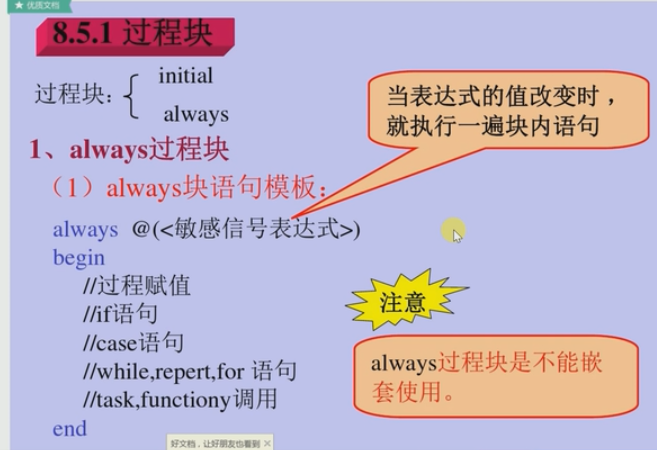 ★ 优质文档
8.5.1 过程块
过程块：
initial
always
当表达式的值改变时，
就执行一遍块内语句
1、always过程块
（1）always块语句模板：
always @(<敏感信号表达式>)
begin
//过程赋值
//if语句
//case语句
//while,repert,for 语句
//task,functiony调用
end
注意
always过程块是不能嵌
套使用。
好文档，让好朋友也看到 ×